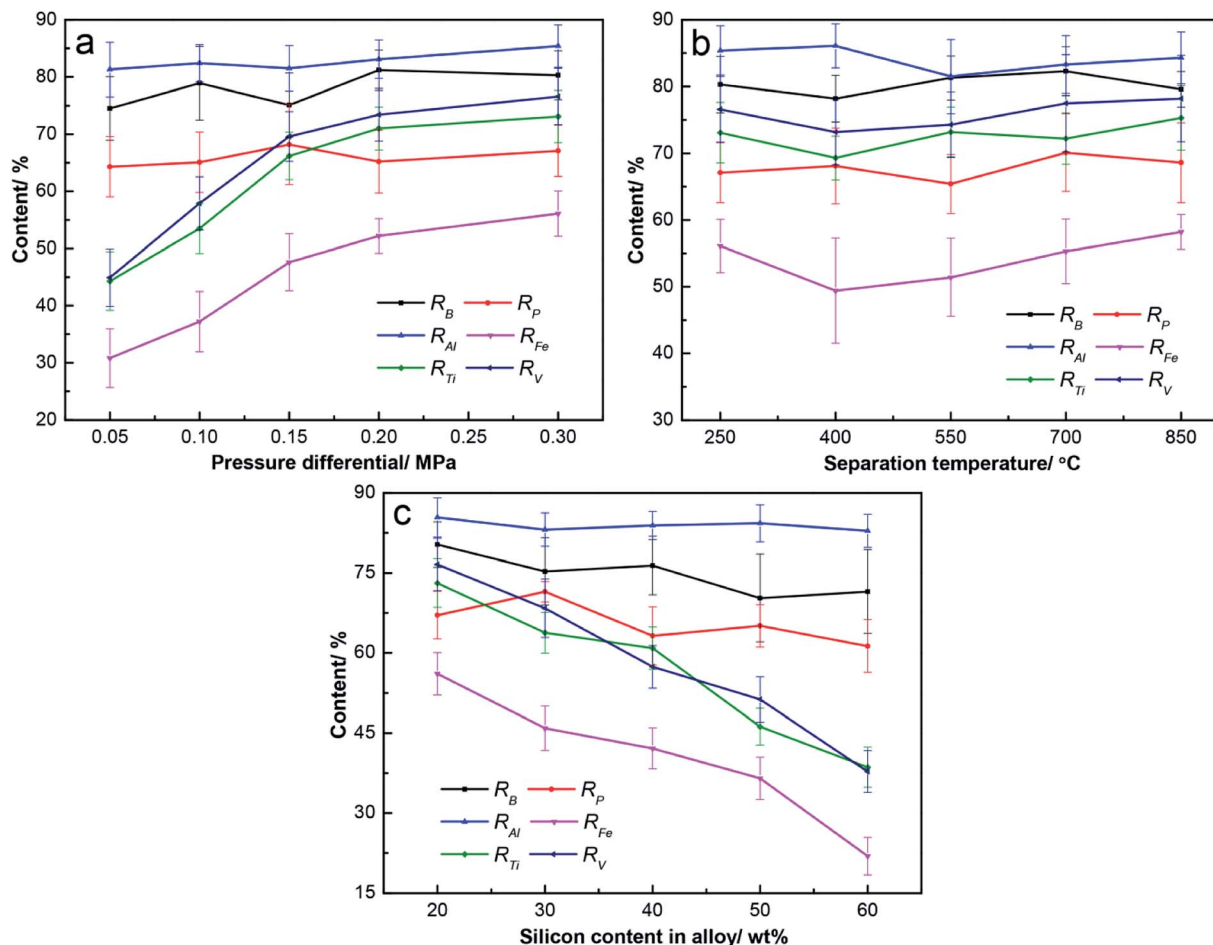 a
90
80
70
60
50
40
30
20
Content/ %
R_B R_P
R_Al R_Fe
R_Ti R_V
0.05 0.10 0.15 0.20 0.25 0.30
Pressure differential/ MPa
b
90
80
70
60
50
40
30
Content/ %
R_B R_P
R_Al R_Fe
R_Ti R_V
250 400 550 700 850
Separation temperature/ °C
c
90
75
60
45
30
15
Content/ %
R_B R_P
R_Al R_Fe
R_Ti R_V
20 30 40 50 60
Silicon content in alloy/ wt%